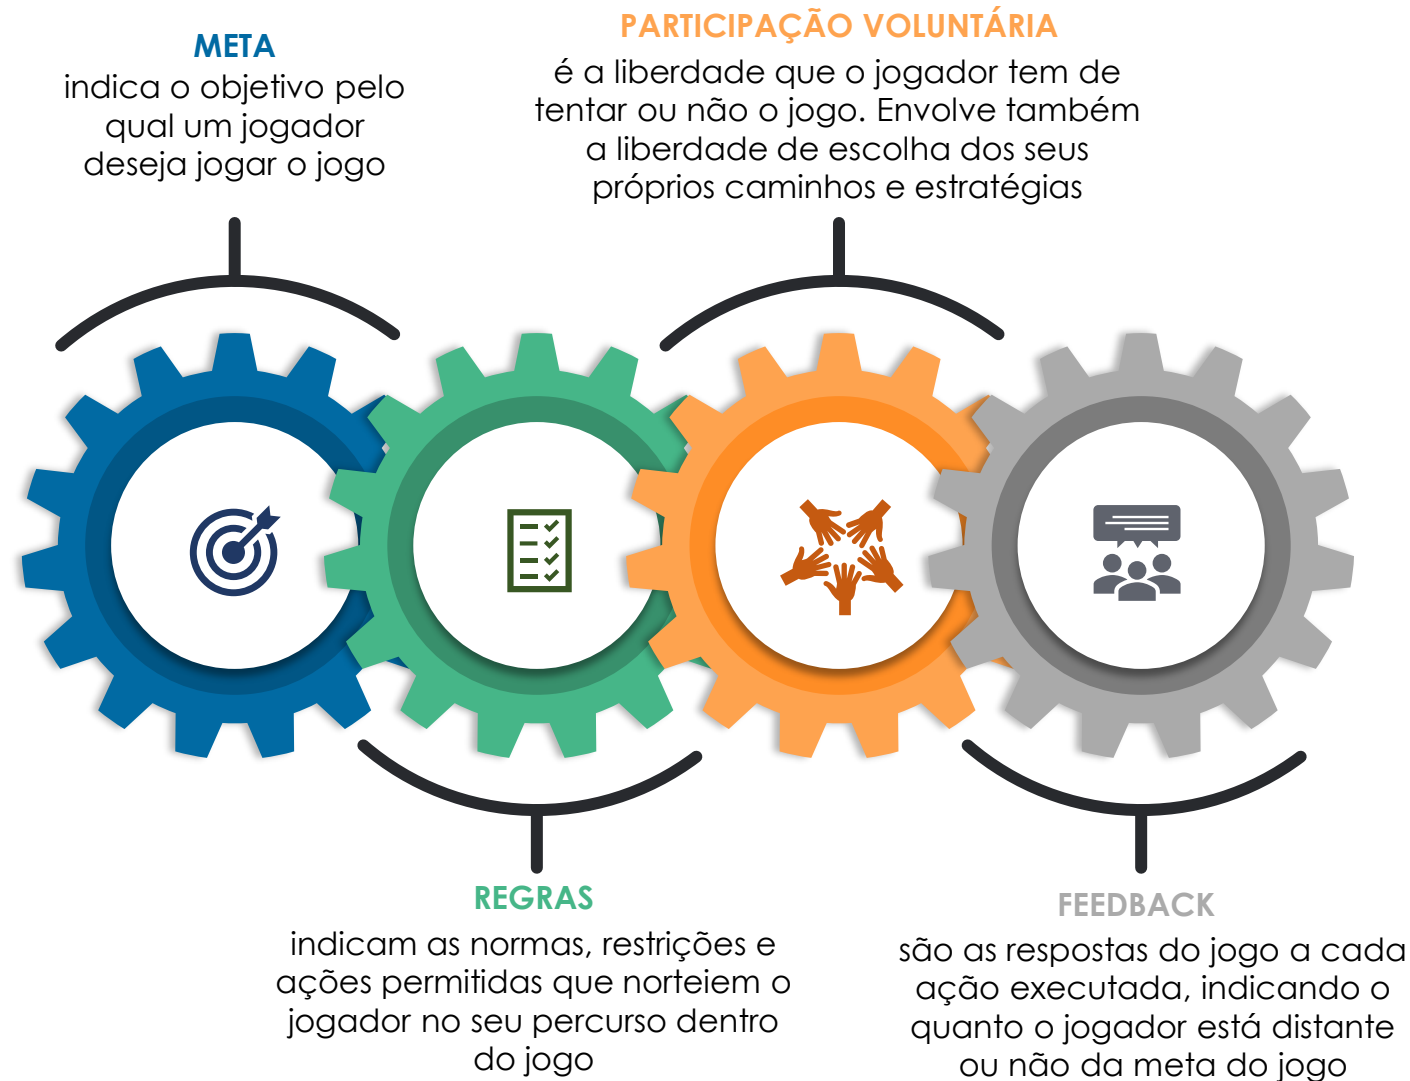 META
indica o objetivo pelo
qual um jogador
deseja jogar o jogo
PARTICIPAÇÃO VOLUNTÁRIA
é a liberdade que o jogador tem de
tentar ou não o jogo. Envolve também
a liberdade de escolha dos seus
próprios caminhos e estratégias
REGRAS
indicam as normas, restrições e
ações permitidas que norteiem o
jogador no seu percurso dentro
do jogo
FEEDBACK
são as respostas do jogo a cada
ação executada, indicando o
quanto o jogador está distante
ou não da meta do jogo